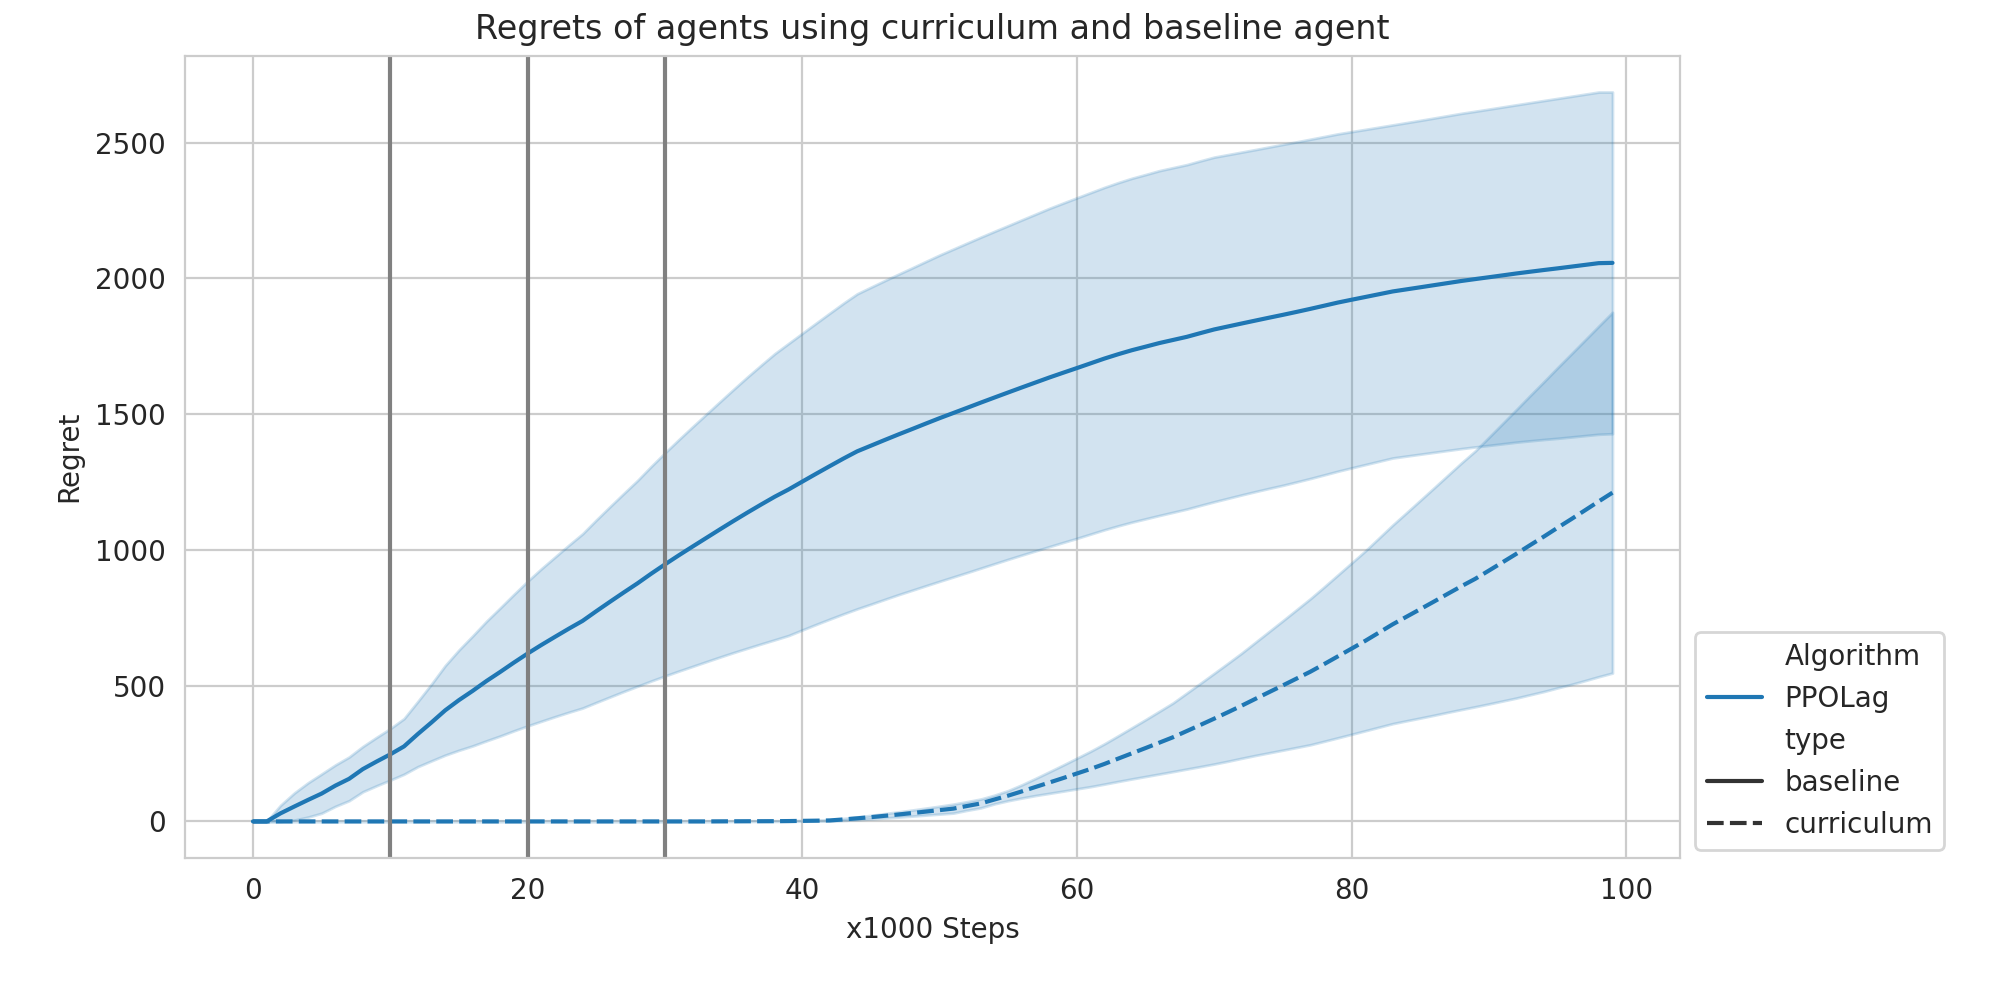 Regrets of agents using curriculum and baseline agent
2500
2000
1500
1000
500
0
Regret
0 20 40 60 80 100
x1000 Steps
Algorithm
PPOLag
type
baseline
curriculum